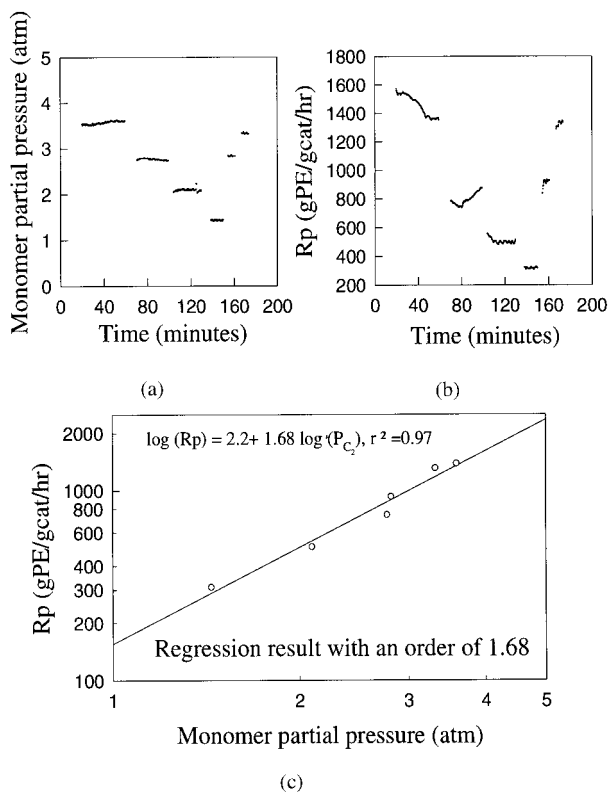 Monomer partial pressure (atm)
5
4
3
2
1
0
0 40 80 120 160 200
Time (minutes)
(a)
Rp (gPE/gcat/hr)
1800
1600
1400
1200
1000
800
600
400
200
0 40 80 120 160 200
Time (minutes)
(b)
log (Rp) = 2.2+ 1.68 log (P_C₂), r² =0.97
Rp (gPE/gcat/hr)
2000
1000
800
600
400
300
200
100
Regression result with an order of 1.68
1 2 3 4 5
Monomer partial pressure (atm)
(c)